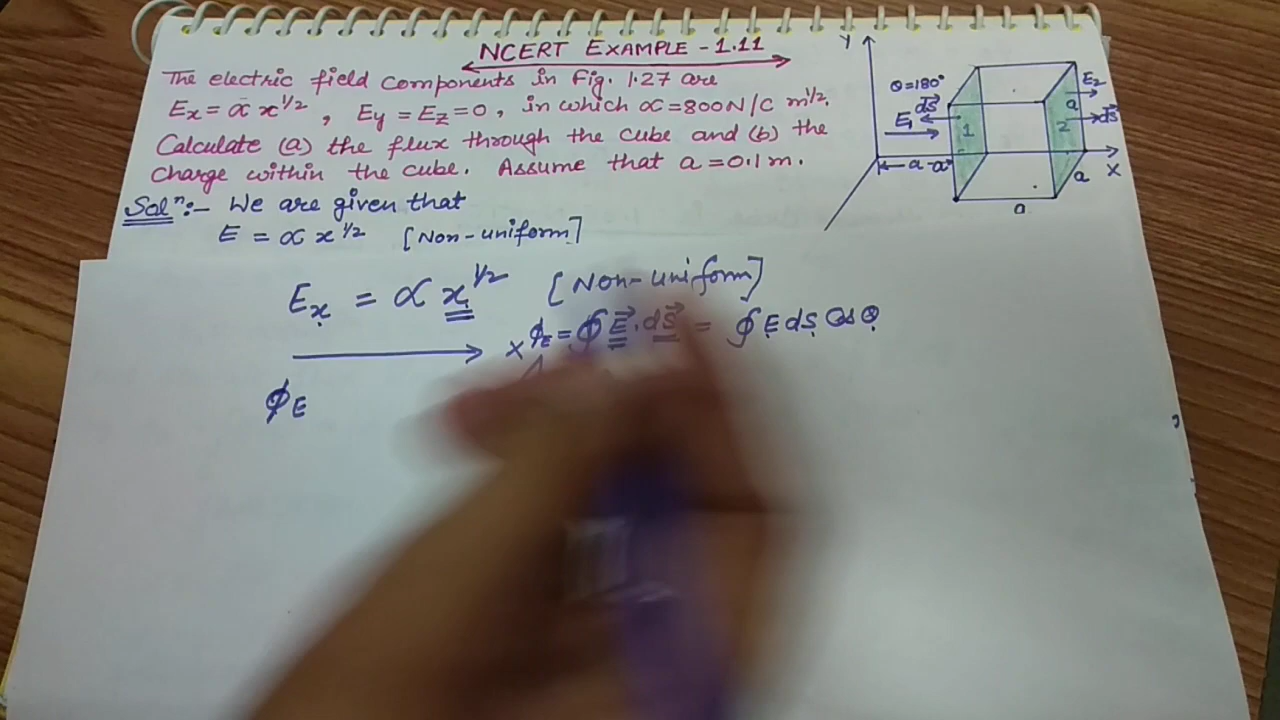 NCERT EXAMPLE - 1.11
The electric field components in Fig. 1.27 are
Ex = α x^1/2 , Ey = Ez = 0 , in which α = 800 N/C m^1/2.
Calculate (a) the flux through the cube and (b) the
charge within the cube. Assume that a = 0.1 m.
Solⁿ:- We are given that
E = α x^1/2 [Non-uniform]
Ex = α x^1/2 [Non-uniform]
X
ϕE = ∮ E⃗ . dS⃗ = ∮ E dS Cos θ
ϕE
Y
θ = 180°
dS⃗
E1
1
a
E2
a
2
dS⃗
X
a
a